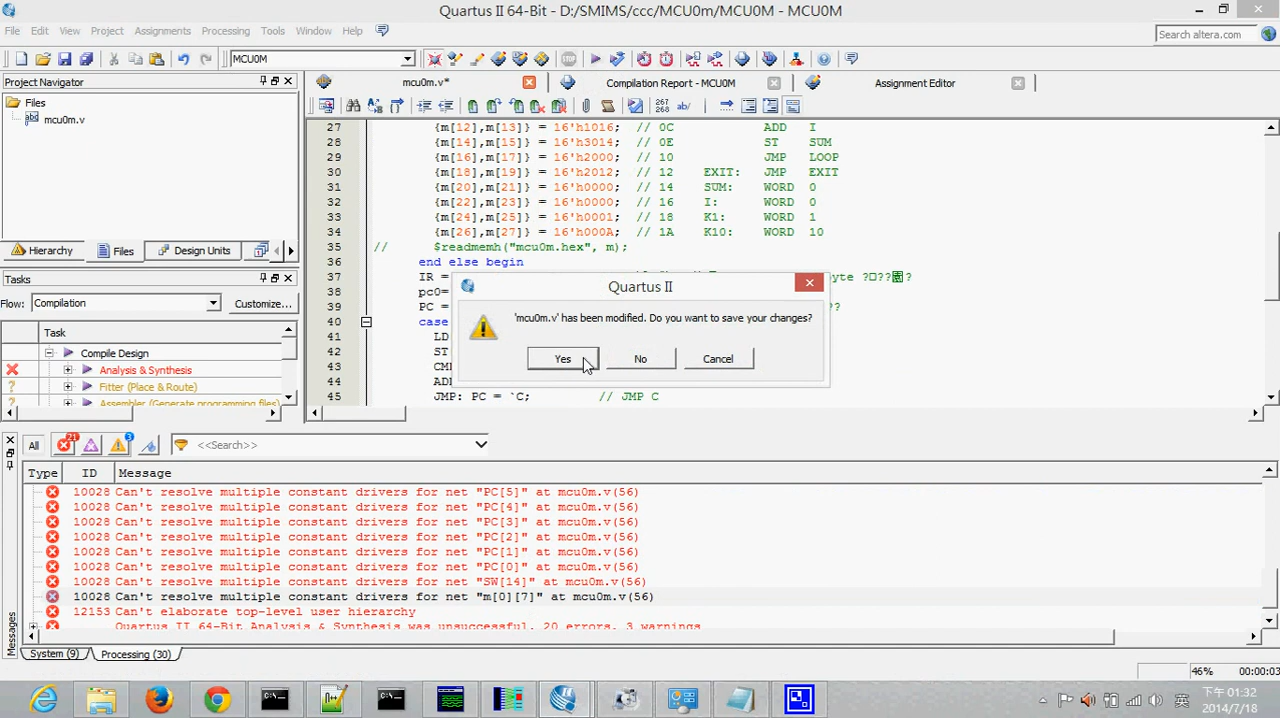 Quartus II 64-Bit - D:/SMIMS/ccc/MCU0m/MCU0M - MCU0M
File Edit View Project Assignments Processing Tools Window Help
Search altera.com
MCU0M
Project Navigator
mcu0m.v*
Compilation Report - MCU0M
Assignment Editor
Files
mcu0m.v
267
268
ab/
27 {m[12],m[13]} = 16'h1016; // 0C ADD I
28 {m[14],m[15]} = 16'h3014; // 0E ST SUM
29 {m[16],m[17]} = 16'h2000; // 10 JMP LOOP
30 {m[18],m[19]} = 16'h2012; // 12 EXIT: JMP EXIT
31 {m[20],m[21]} = 16'h0000; // 14 SUM: WORD 0
32 {m[22],m[23]} = 16'h0000; // 16 I: WORD 0
33 {m[24],m[25]} = 16'h0001; // 18 K1: WORD 1
34 {m[26],m[27]} = 16'h000A; // 1A K10: WORD 10
35 // $readmemh("mcu0m.hex", m);
36 end else begin
37 IR =
38 pc0=
39 PC =
40 case
41 LD
42 ST
43 CM
44 AD
45 JMP: PC = `C; // JMP C
Hierarchy Files Design Units
Tasks
Flow: Compilation Customize...
Task
Compile Design
Analysis & Synthesis
Fitter (Place & Route)
Assembler (Generate programming files)
Quartus II
'mcu0m.v' has been modified. Do you want to save your changes?
Yes No Cancel
All 21 3 <<Search>>
Type ID Message
10028 Can't resolve multiple constant drivers for net "PC[5]" at mcu0m.v(56)
10028 Can't resolve multiple constant drivers for net "PC[4]" at mcu0m.v(56)
10028 Can't resolve multiple constant drivers for net "PC[3]" at mcu0m.v(56)
10028 Can't resolve multiple constant drivers for net "PC[2]" at mcu0m.v(56)
10028 Can't resolve multiple constant drivers for net "PC[1]" at mcu0m.v(56)
10028 Can't resolve multiple constant drivers for net "PC[0]" at mcu0m.v(56)
10028 Can't resolve multiple constant drivers for net "SW[14]" at mcu0m.v(56)
10028 Can't resolve multiple constant drivers for net "m[0][7]" at mcu0m.v(56)
12153 Can't elaborate top-level user hierarchy
Quartus II 64-Bit Analysis & Synthesis was unsuccessful. 20 errors, 3 warnings
Messages
System (9) Processing (30)
46% 00:00:03
英
下午 01:32
2014/7/18